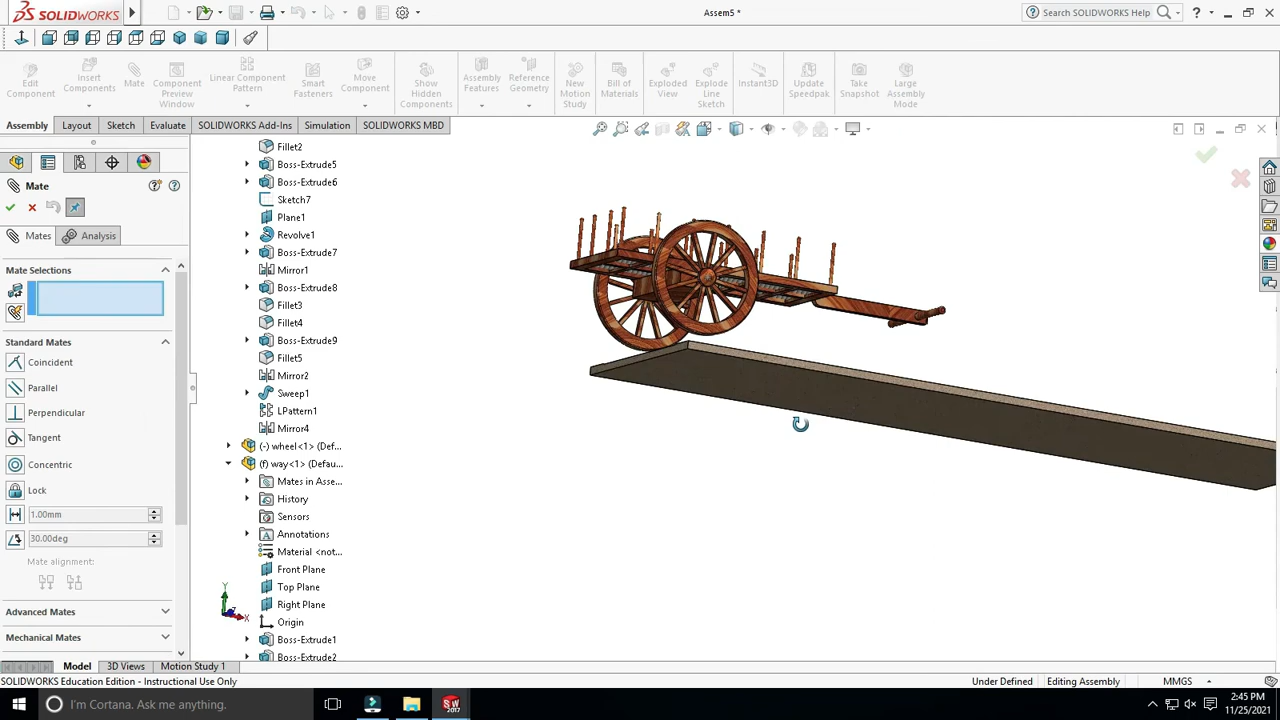 SOLIDWORKS
Assem5 *
Search SOLIDWORKS Help
Edit Component
Insert Components
Mate
Component Preview Window
Linear Component Pattern
Smart Fasteners
Move Component
Show Hidden Components
Assembly Features
Reference Geometry
New Motion Study
Bill of Materials
Exploded View
Explode Line Sketch
Instant3D
Update Speedpak
Take Snapshot
Large Assembly Mode
Assembly
Layout
Sketch
Evaluate
SOLIDWORKS Add-Ins
Simulation
SOLIDWORKS MBD
Mate
Mates
Analysis
Mate Selections
Standard Mates
Coincident
Parallel
Perpendicular
Tangent
Concentric
Lock
1.00mm
30.00deg
Mate alignment:
Advanced Mates
Mechanical Mates
Fillet2
Boss-Extrude5
Boss-Extrude6
Sketch7
Plane1
Revolve1
Boss-Extrude7
Mirror1
Boss-Extrude8
Fillet3
Fillet4
Boss-Extrude9
Fillet5
Mirror2
Sweep1
LPattern1
Mirror4
(-) wheel<1> (Def...
(f) way<1> (Defau...
Mates in Asse...
History
Sensors
Annotations
Material <not...
Front Plane
Top Plane
Right Plane
Origin
Boss-Extrude1
Boss-Extrude2
Y
X
Z
Model
3D Views
Motion Study 1
SOLIDWORKS Education Edition - Instructional Use Only
Under Defined
Editing Assembly
MMGS
I'm Cortana. Ask me anything.
SW
2017
2:45 PM
11/25/2021